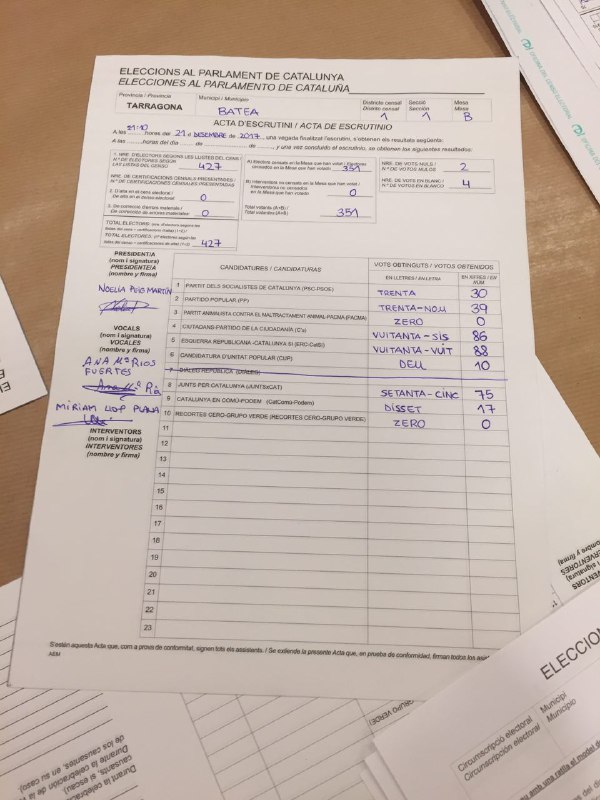 ELECCIONS AL PARLAMENT DE CATALUNYA
ELECCIONES AL PARLAMENTO DE CATALUÑA
Província / Provincia
Municipi / Municipio
Districte censal
Distrito censal
Secció
Sección
Mesa
Mesa
TARRAGONA
BATEA
1
1
B
ACTA D'ESCRUTINI / ACTA DE ESCRUTINIO
A les 21:10 hores del 21 d DESEMBRE de 2017, una vegada finalitzat l'escrutini, s'obtenen els resultats següents:
A las horas del día de de y una vez concluido el escrutinio, se obtienen los siguientes resultados:
1. NRE. D'ELECTORS SEGONS LES LLISTES DEL CENS /
N.º DE ELECTORES SEGÚN
LAS LISTAS DEL CENSO
427
NRE. DE CERTIFICACIONS CENSALS PRESENTADES /
N.º DE CERTIFICACIONES CENSALES PRESENTADAS
2. D'alta en el cens electoral /
De alta en el censo electoral
0
3. De correcció d'errors materials /
De corrección de errores materiales
0
TOTAL ELECTORS
TOTAL ELECTORES
427
A) Electors censats en la Mesa que han votat / Electores
censados en la Mesa que han votado
351
B) Interventors no censats en la Mesa que han votat /
Interventores no censados
en la Mesa que han votado
0
Total votants (A+B) /
Total votantes (A+B)
351
NRE. DE VOTS NULS /
N.º DE VOTOS NULOS
2
NRE. DE VOTS EN BLANC /
N.º DE VOTOS EN BLANCO
4
PRESIDENT/A
(nom i signatura)
PRESIDENTE/A
(nombre y firma)
NOELIA PUIG MARTIN
VOCALS
(nom i signatura)
VOCALES
(nombre y firma)
ANA Mª RIOS
FUERTES
MIRIAM LLOP PLANA
INTERVENTORS
(nom i signatura)
INTERVENTORES
(nombre y firma)
CANDIDATURES / CANDIDATURAS
VOTS OBTINGUTS / VOTOS OBTENIDOS
EN LLETRES / EN LETRA
EN XIFRES / EN
NÚM
1 PARTIT DELS SOCIALISTES DE CATALUNYA (PSC-PSOE) TRENTA 30
2 PARTIDO POPULAR (PP) TRENTA-NOU 39
3 PARTIT ANIMALISTA CONTRA EL MALTRACTAMENT ANIMAL-PACMA (PACMA) ZERO 0
4 CIUTADANS-PARTIDO DE LA CIUDADANÍA (C's) VUITANTA-SIS 86
5 ESQUERRA REPUBLICANA -CATALUNYA SÍ (ERC-CatSí) VUITANTA-VUIT 88
6 CANDIDATURA D'UNITAT POPULAR (CUP) DEU 10
7 DIÀLEG REPÚBLICA (DIÀLEG)
8 JUNTS PER CATALUNYA (JUNTSxCAT) SETANTA-CINC 75
9 CATALUNYA EN COMÚ-PODEM (CatComú-Podem) DISSET 17
10 RECORTES CERO-GRUPO VERDE (RECORTES CERO-GRUPO VERDE) ZERO 0
11
12
13
14
15
16
17
18
19
20
21
22
23
S'estén aquesta Acta que, com a prova de conformitat, signen tots els assistents. / Se extiende la presente Acta que, en prueba de conformidad, firman todos los
ELECCION
Circumscripció electoral
Circunscripción electoral
Municipi
Municipio